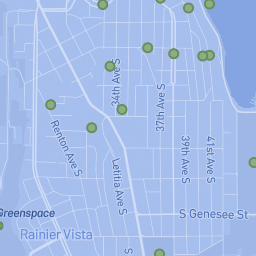 34th Ave S
37th Ave S
Renton Ave S
39th Ave S
41st Ave S
Letitia Ave S
Greenspace
S Genesee St
Rainier Vista
S